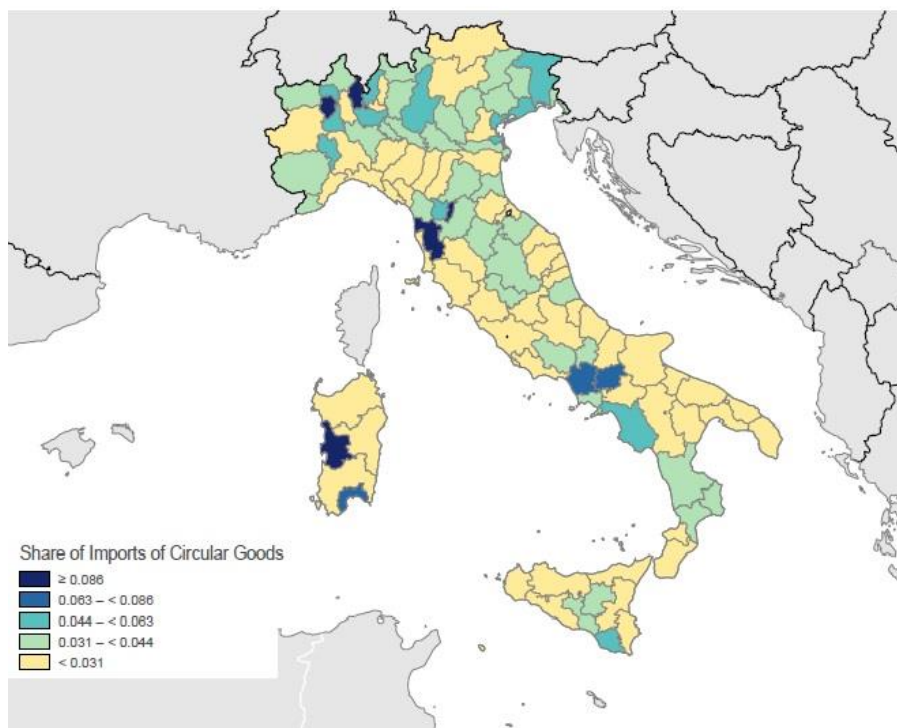 Share of Imports of Circular Goods
≥ 0.086
0.063 – < 0.086
0.044 – < 0.063
0.031 – < 0.044
< 0.031